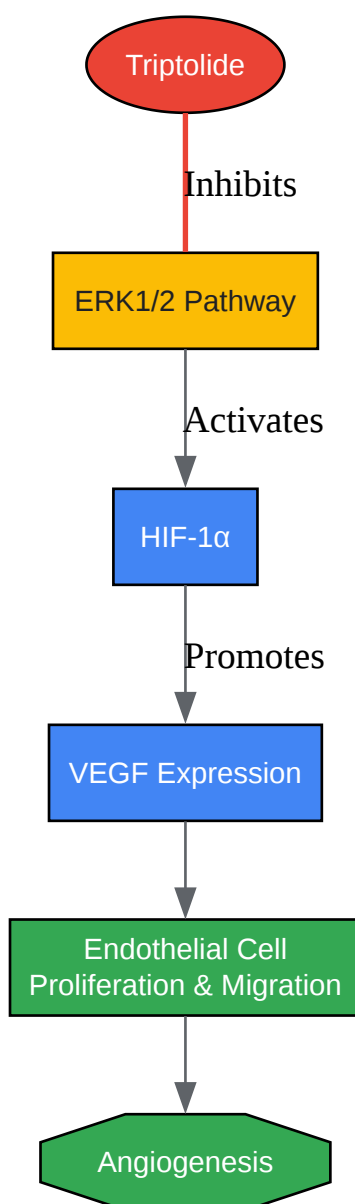 Triptolide
Inhibits
ERK1/2 Pathway
Activates
HIF-1α
Promotes
VEGF Expression
Endothelial Cell
Proliferation & Migration
Angiogenesis